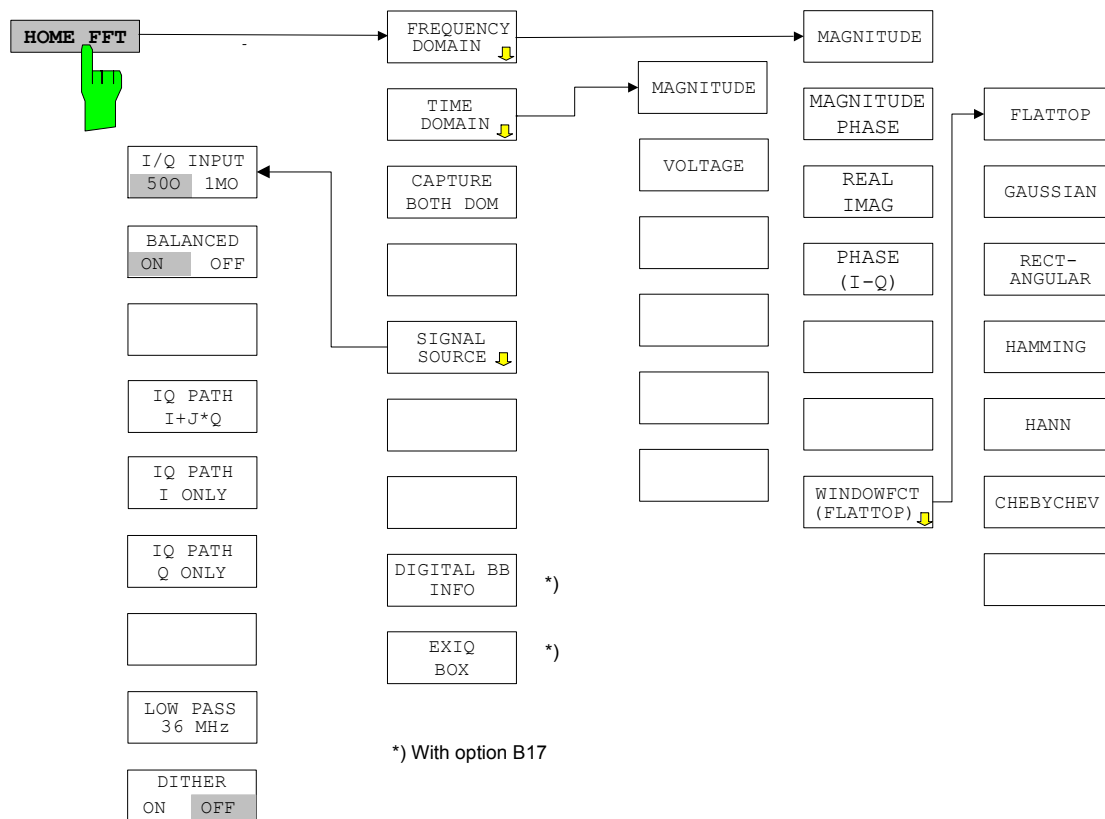 HOME FFT
-
FREQUENCY
DOMAIN
TIME
DOMAIN
CAPTURE
BOTH DOM
SIGNAL
SOURCE
DIGITAL BB
INFO
*)
EXIQ
BOX
*)
*) With option B17
I/Q INPUT
50O 1MO
BALANCED
ON OFF
IQ PATH
I+J*Q
IQ PATH
I ONLY
IQ PATH
Q ONLY
LOW PASS
36 MHz
DITHER
ON OFF
MAGNITUDE
VOLTAGE
MAGNITUDE
MAGNITUDE
PHASE
REAL
IMAG
PHASE
(I-Q)
WINDOWFCT
(FLATTOP)
FLATTOP
GAUSSIAN
RECT-
ANGULAR
HAMMING
HANN
CHEBYCHEV